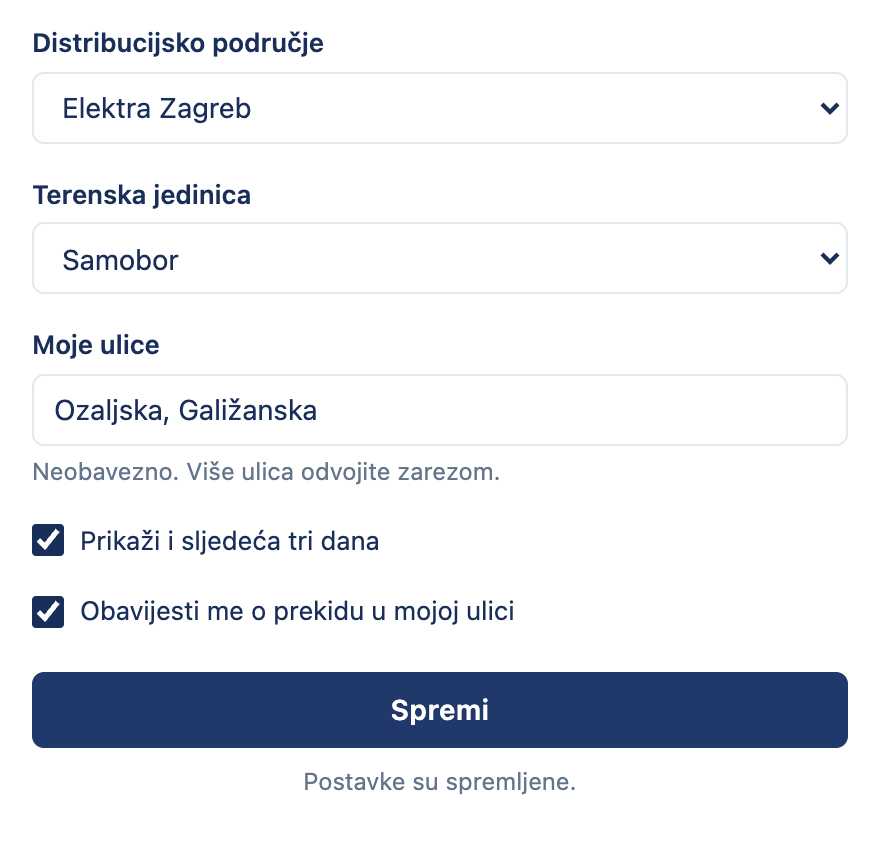 Distribucijsko područje
Elektra Zagreb
Terenska jedinica
Samobor
Moje ulice
Ozaljska, Galižanska
Neobavezno. Više ulica odvojite zarezom.
Prikaži i sljedeća tri dana
Obavijesti me o prekidu u mojoj ulici
Spremi
Postavke su spremljene.